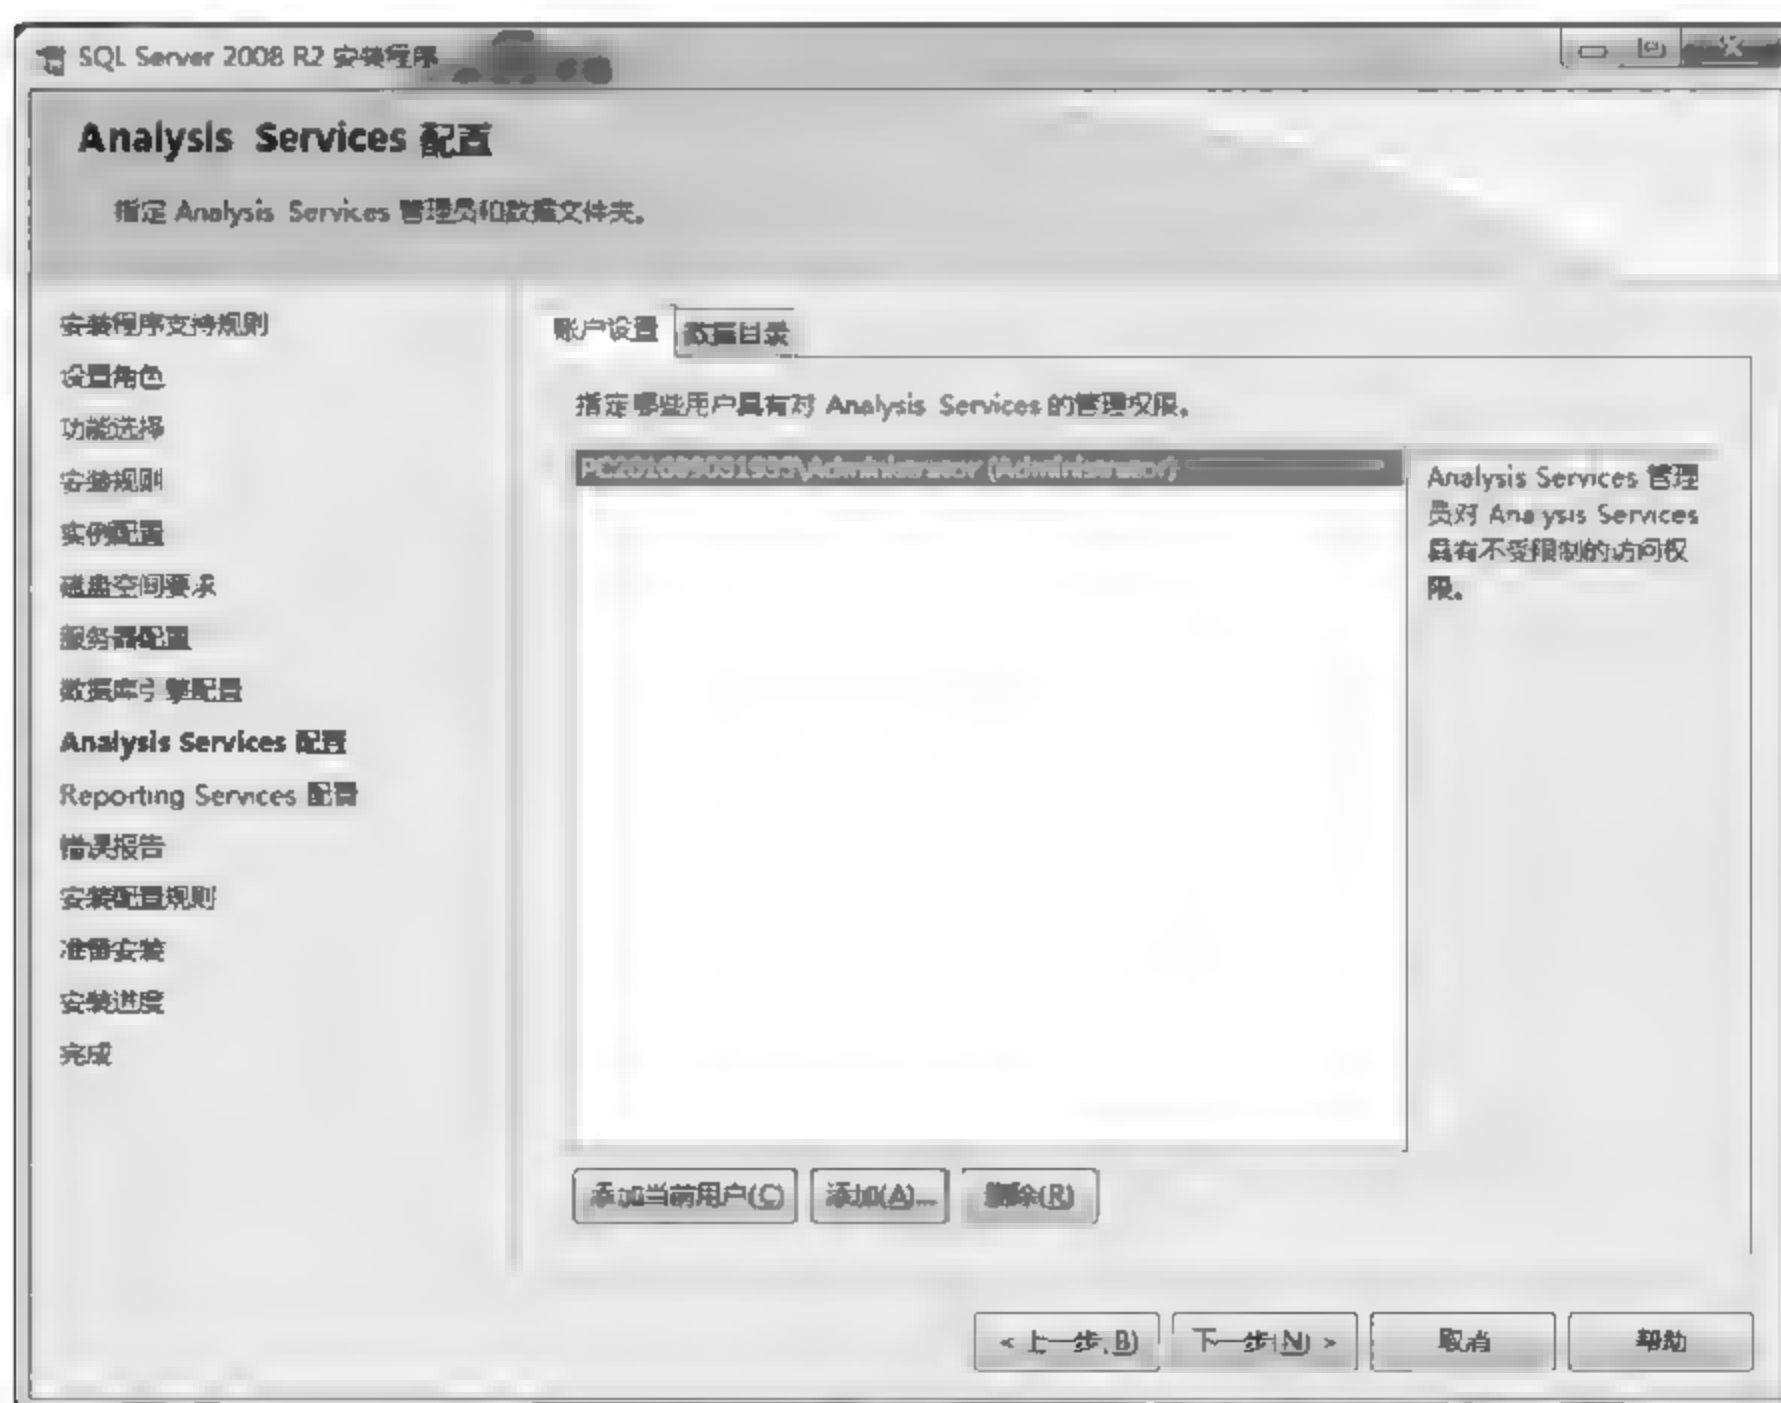 SQL Server 2008 R2 安装程序
Analysis Services 配置
指定 Analysis Services 管理员和数据文件夹。
安装程序支持规则
设置角色
功能选择
安装规则
实例配置
磁盘空间要求
服务器配置
数据库引擎配置
Analysis Services 配置
Reporting Services 配置
错误报告
安装配置规则
准备安装
安装进度
完成
账户设置 数据目录
指定哪些用户具有对 Analysis Services 的管理权限。
\Administrator (Administrator)
Analysis Services 管理
员对 Analysis Services
具有不受限制的访问权
限。
添加当前用户(C) 添加(A)... 删除(R)
< 上一步(B) 下一步(N) > 取消 帮助